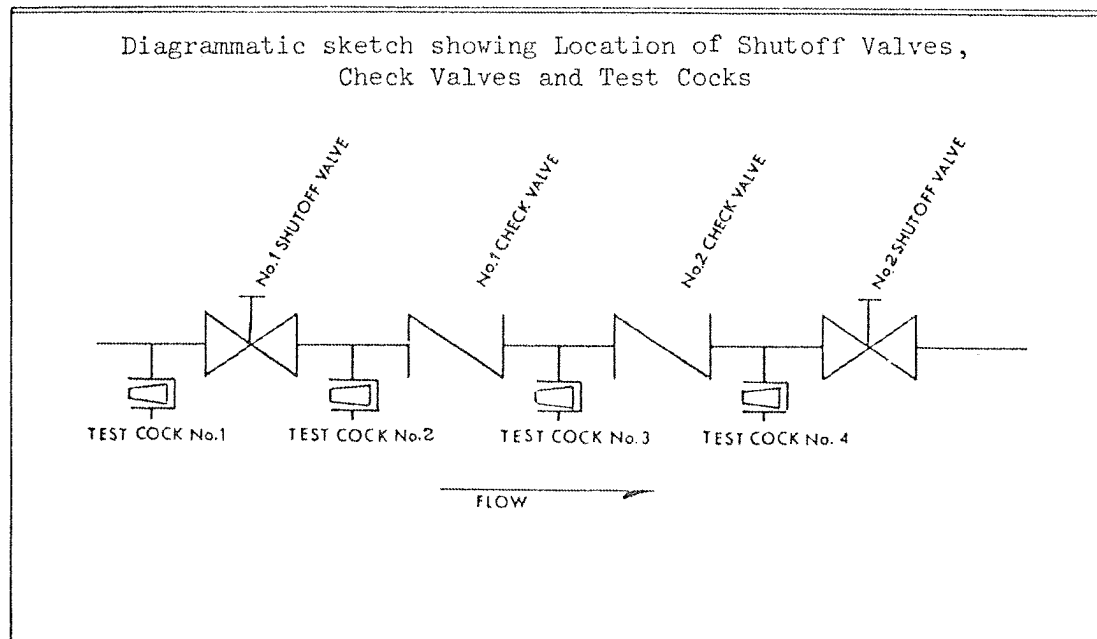 Diagrammatic sketch showing Location of Shutoff Valves,
Check Valves and Test Cocks
No.1 SHUTOFF VALVE
No.1 CHECK VALVE
No.2 CHECK VALVE
No.2 SHUTOFF VALVE
TEST COCK No.1
TEST COCK No.2
TEST COCK No. 3
TEST COCK No. 4
FLOW